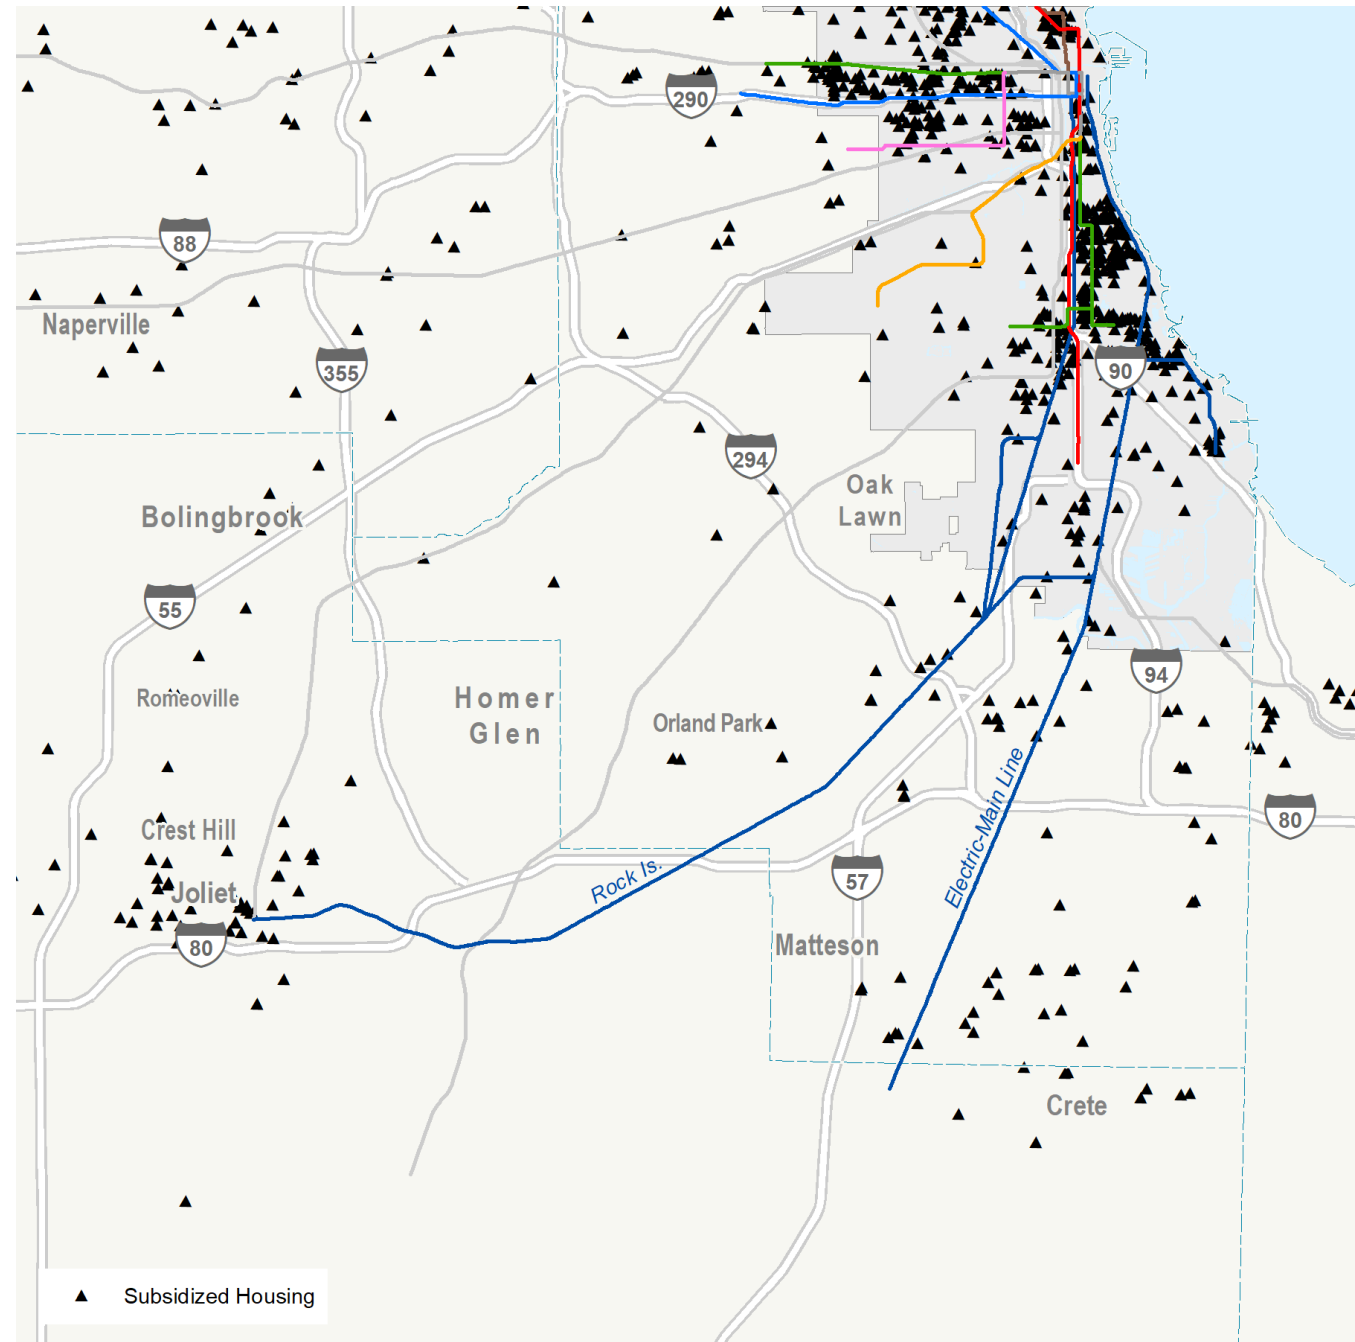 290
88
Naperville
355
90
294
Oak
Lawn
Bolingbrook
55
94
Romeoville
Homer
Glen
Orland Park
Electric-Main Line
80
Crest Hill
57
Rock Is.
Joliet
80
Matteson
Crete
Subsidized Housing